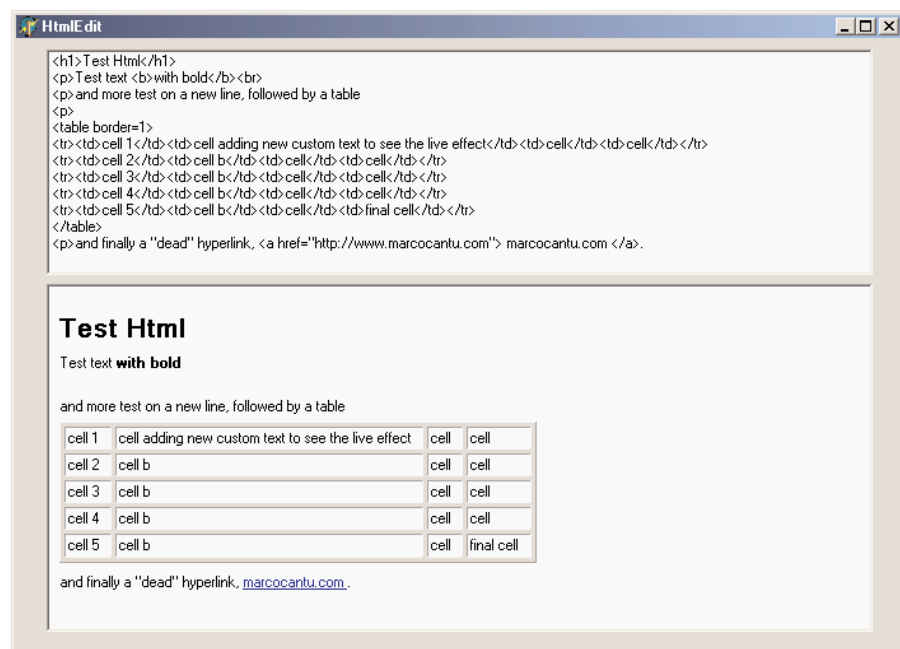 HtmlEdit
<h1>Test Html</h1>
<p>Test text <b>with bold</b><br>
<p>and more test on a new line, followed by a table
<p>
<table border=1>
<tr><td>cell 1</td><td>cell adding new custom text to see the live effect</td><td>cell</td><td>cell</td></tr>
<tr><td>cell 2</td><td>cell b</td><td>cell</td><td>cell</td></tr>
<tr><td>cell 3</td><td>cell b</td><td>cell</td><td>cell</td></tr>
<tr><td>cell 4</td><td>cell b</td><td>cell</td><td>cell</td></tr>
<tr><td>cell 5</td><td>cell b</td><td>cell</td><td>final cell</td></tr>
</table>
<p>and finally a "dead" hyperlink, <a href="http://www.marcocantu.com"> marcocantu.com </a>.
Test Html
Test text with bold
and more test on a new line, followed by a table
cell 1 cell adding new custom text to see the live effect cell cell
cell 2 cell b cell cell
cell 3 cell b cell cell
cell 4 cell b cell cell
cell 5 cell b cell final cell
and finally a "dead" hyperlink, marcocantu.com .